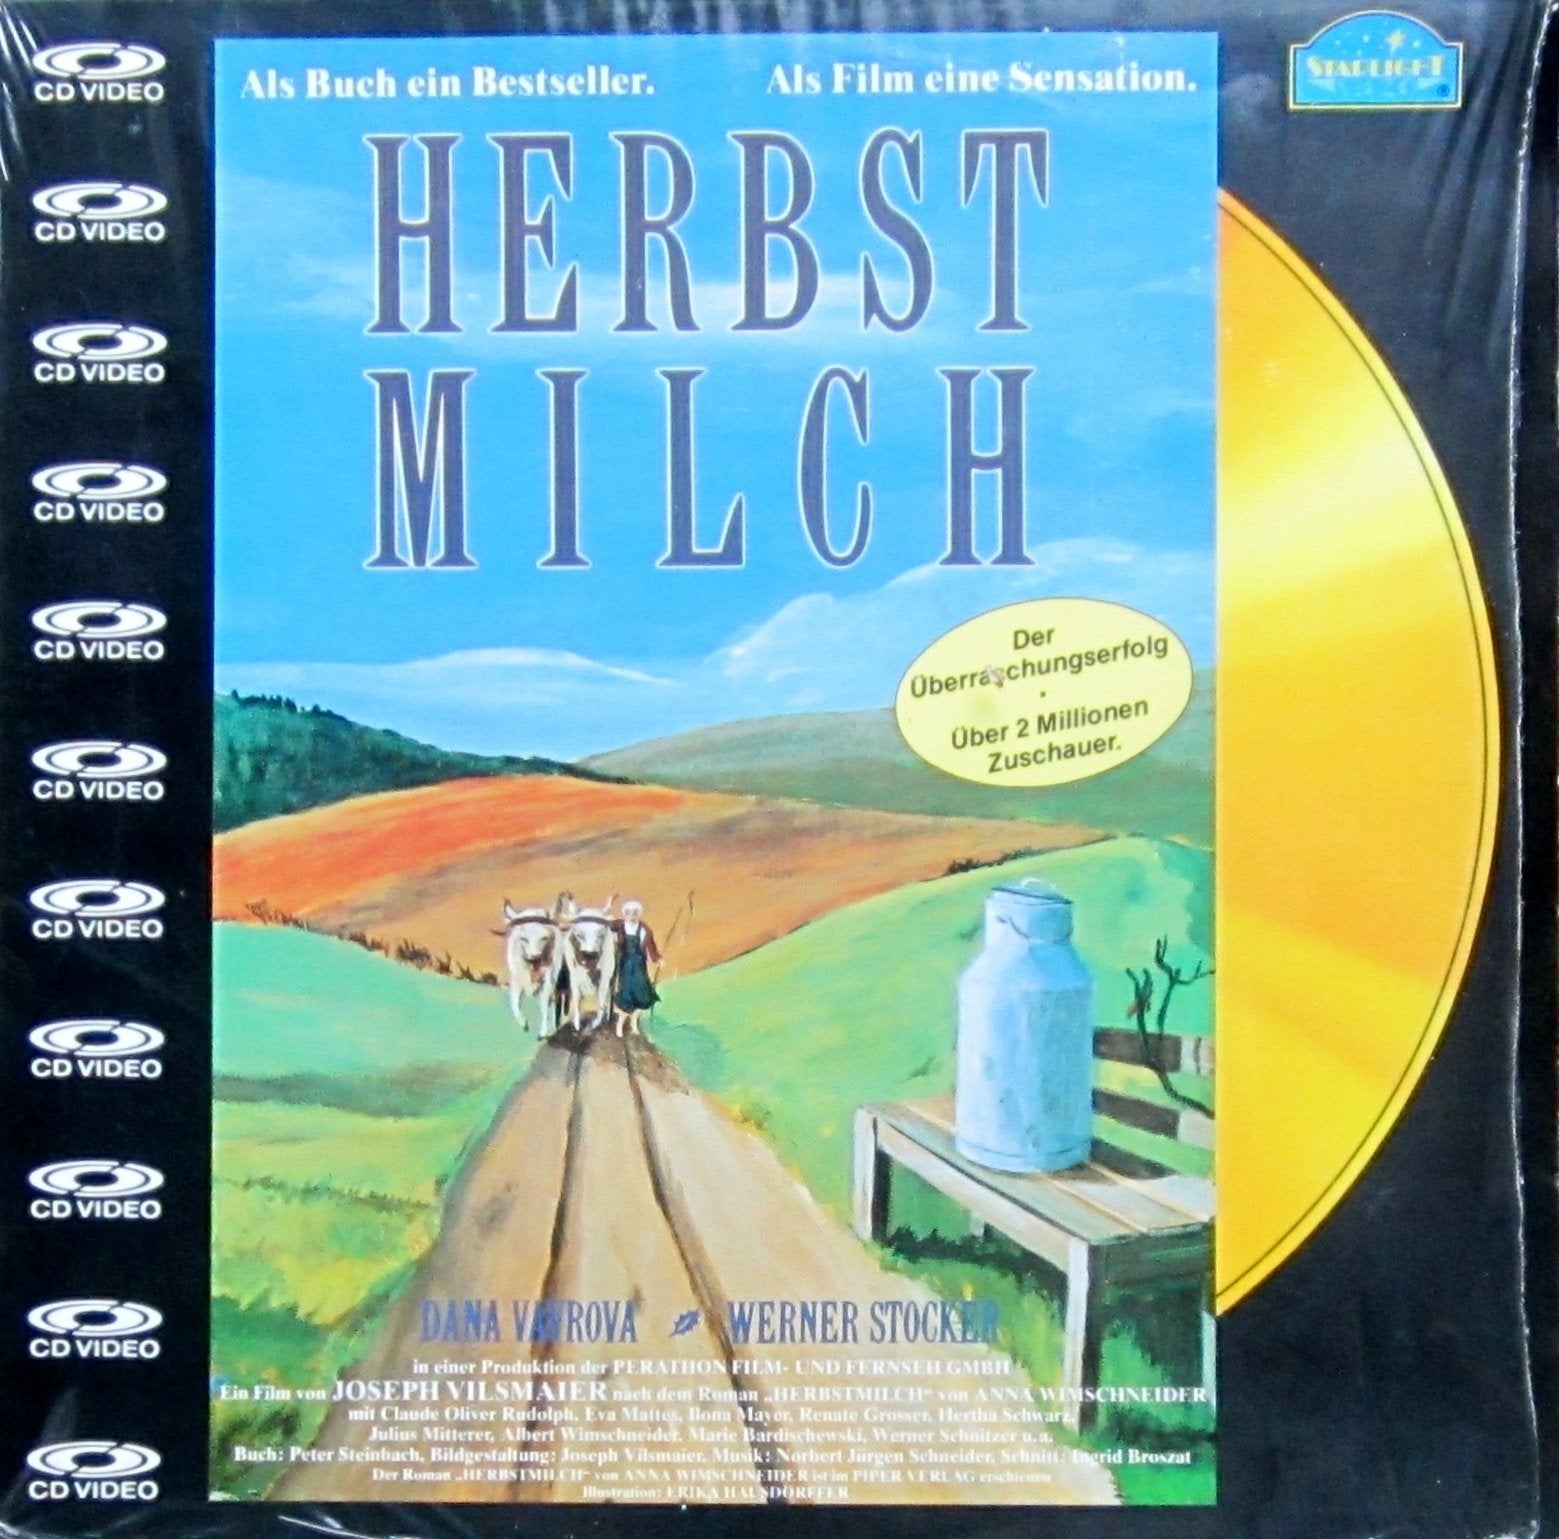 CD VIDEO
CD VIDEO
CD VIDEO
CD VIDEO
CD VIDEO
CD VIDEO
CD VIDEO
CD VIDEO
CD VIDEO
CD VIDEO
CD VIDEO
STARLIGHT
®
Als Buch ein Bestseller. Als Film eine Sensation.
HERBST
MILCH
Der
Überraschungserfolg
·
Über 2 Millionen
Zuschauer.
DANA VAVROVA WERNER STOCKER
in einer Produktion der PERATHON FILM- UND FERNSEH GMBH
Ein Film von JOSEPH VILSMAIER nach dem Roman „HERBSTMILCH“ von ANNA WIMSCHNEIDER
mit Claude Oliver Rudolph, Eva Mattes, Ilona Mayer, Renate Grosser, Hertha Schwarz,
Julius Mitterer, Albert Wimschneider, Marie Bardischewski, Werner Schnitzer u.a.
Buch: Peter Steinbach, Bildgestaltung: Joseph Vilsmaier, Musik: Norbert Jürgen Schneider, Schnitt: Ingrid Broszat
Der Roman „HERBSTMILCH“ von ANNA WIMSCHNEIDER ist im PIPER VERLAG erschienen
Illustration: ERIKA HAUSDÖRFFER